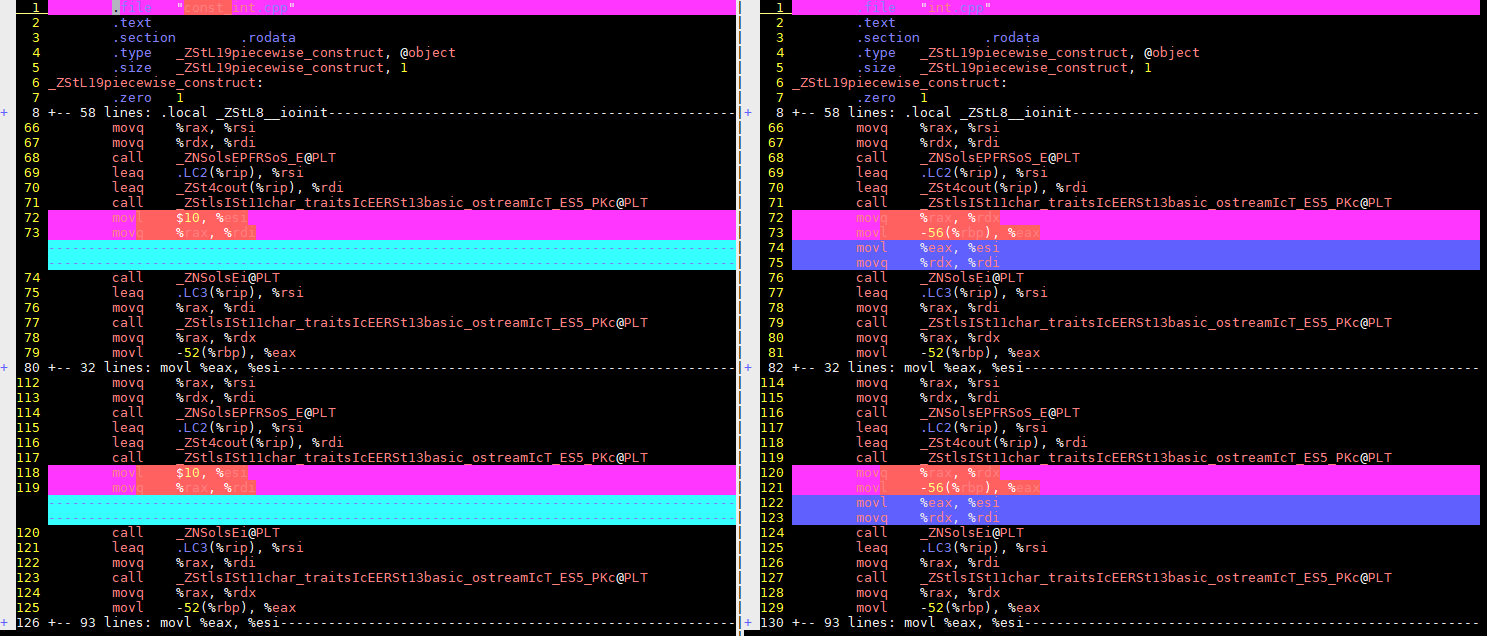 1 .file "const int.cpp"
2 .text
3 .section .rodata
4 .type _ZStL19piecewise_construct, @object
5 .size _ZStL19piecewise_construct, 1
6 _ZStL19piecewise_construct:
7 .zero 1
+ 8 +-- 58 lines: .local _ZStL8__ioinit--------------------------------------------------
66 movq %rax, %rsi
67 movq %rdx, %rdi
68 call _ZNSolsEPFRSoS_E@PLT
69 leaq .LC2(%rip), %rsi
70 leaq _ZSt4cout(%rip), %rdi
71 call _ZStlsISt11char_traitsIcEERSt13basic_ostreamIcT_ES5_PKc@PLT
72 movl $10, %esi
73 movq %rax, %rdi
74 call _ZNSolsEi@PLT
75 leaq .LC3(%rip), %rsi
76 movq %rax, %rdi
77 call _ZStlsISt11char_traitsIcEERSt13basic_ostreamIcT_ES5_PKc@PLT
78 movq %rax, %rdx
79 movl -52(%rbp), %eax
+ 80 +-- 32 lines: movl %eax, %esi---------------------------------------------------------
112 movq %rax, %rsi
113 movq %rdx, %rdi
114 call _ZNSolsEPFRSoS_E@PLT
115 leaq .LC2(%rip), %rsi
116 leaq _ZSt4cout(%rip), %rdi
117 call _ZStlsISt11char_traitsIcEERSt13basic_ostreamIcT_ES5_PKc@PLT
118 movl $10, %esi
119 movq %rax, %rdi
120 call _ZNSolsEi@PLT
121 leaq .LC3(%rip), %rsi
122 movq %rax, %rdi
123 call _ZStlsISt11char_traitsIcEERSt13basic_ostreamIcT_ES5_PKc@PLT
124 movq %rax, %rdx
125 movl -52(%rbp), %eax
+ 126 +-- 93 lines: movl %eax, %esi---------------------------------------------------------
1 .file "int.cpp"
2 .text
3 .section .rodata
4 .type _ZStL19piecewise_construct, @object
5 .size _ZStL19piecewise_construct, 1
6 _ZStL19piecewise_construct:
7 .zero 1
+ 8 +-- 58 lines: .local _ZStL8__ioinit--------------------------------------------------
66 movq %rax, %rsi
67 movq %rdx, %rdi
68 call _ZNSolsEPFRSoS_E@PLT
69 leaq .LC2(%rip), %rsi
70 leaq _ZSt4cout(%rip), %rdi
71 call _ZStlsISt11char_traitsIcEERSt13basic_ostreamIcT_ES5_PKc@PLT
72 movq %rax, %rdx
73 movl -56(%rbp), %eax
74 movl %eax, %esi
75 movq %rdx, %rdi
76 call _ZNSolsEi@PLT
77 leaq .LC3(%rip), %rsi
78 movq %rax, %rdi
79 call _ZStlsISt11char_traitsIcEERSt13basic_ostreamIcT_ES5_PKc@PLT
80 movq %rax, %rdx
81 movl -52(%rbp), %eax
+ 82 +-- 32 lines: movl %eax, %esi---------------------------------------------------------
114 movq %rax, %rsi
115 movq %rdx, %rdi
116 call _ZNSolsEPFRSoS_E@PLT
117 leaq .LC2(%rip), %rsi
118 leaq _ZSt4cout(%rip), %rdi
119 call _ZStlsISt11char_traitsIcEERSt13basic_ostreamIcT_ES5_PKc@PLT
120 movq %rax, %rdx
121 movl -56(%rbp), %eax
122 movl %eax, %esi
123 movq %rdx, %rdi
124 call _ZNSolsEi@PLT
125 leaq .LC3(%rip), %rsi
126 movq %rax, %rdi
127 call _ZStlsISt11char_traitsIcEERSt13basic_ostreamIcT_ES5_PKc@PLT
128 movq %rax, %rdx
129 movl -52(%rbp), %eax
+ 130 +-- 93 lines: movl %eax, %esi---------------------------------------------------------